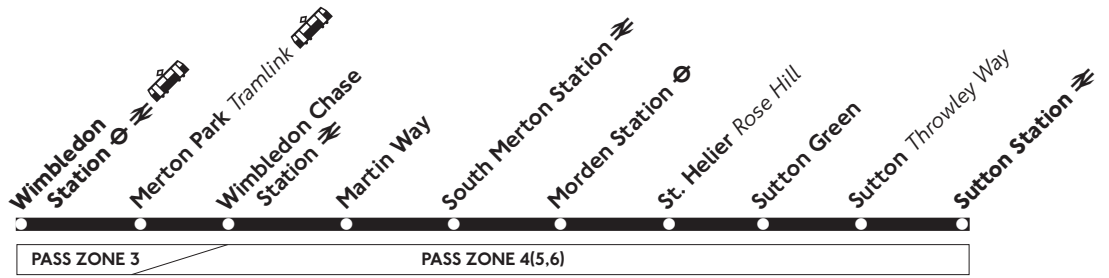 Wimbledon
Station
Merton Park Tramlink
Wimbledon Chase
Station
Martin Way
South Merton Station
Morden Station
St. Helier Rose Hill
Sutton Green
Sutton Throwley Way
Sutton Station
PASS ZONE 3
PASS ZONE 4(5,6)